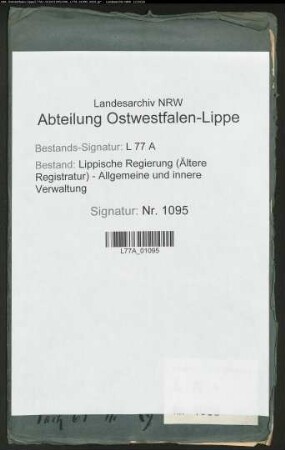 Landesarchiv NRW
Abteilung Ostwestfalen-Lippe
Bestands-Signatur: L 77 A
Bestand: Lippische Regierung (Ältere
Registratur) - Allgemeine und innere
Verwaltung
Signatur: Nr. 1095
L77A_01095